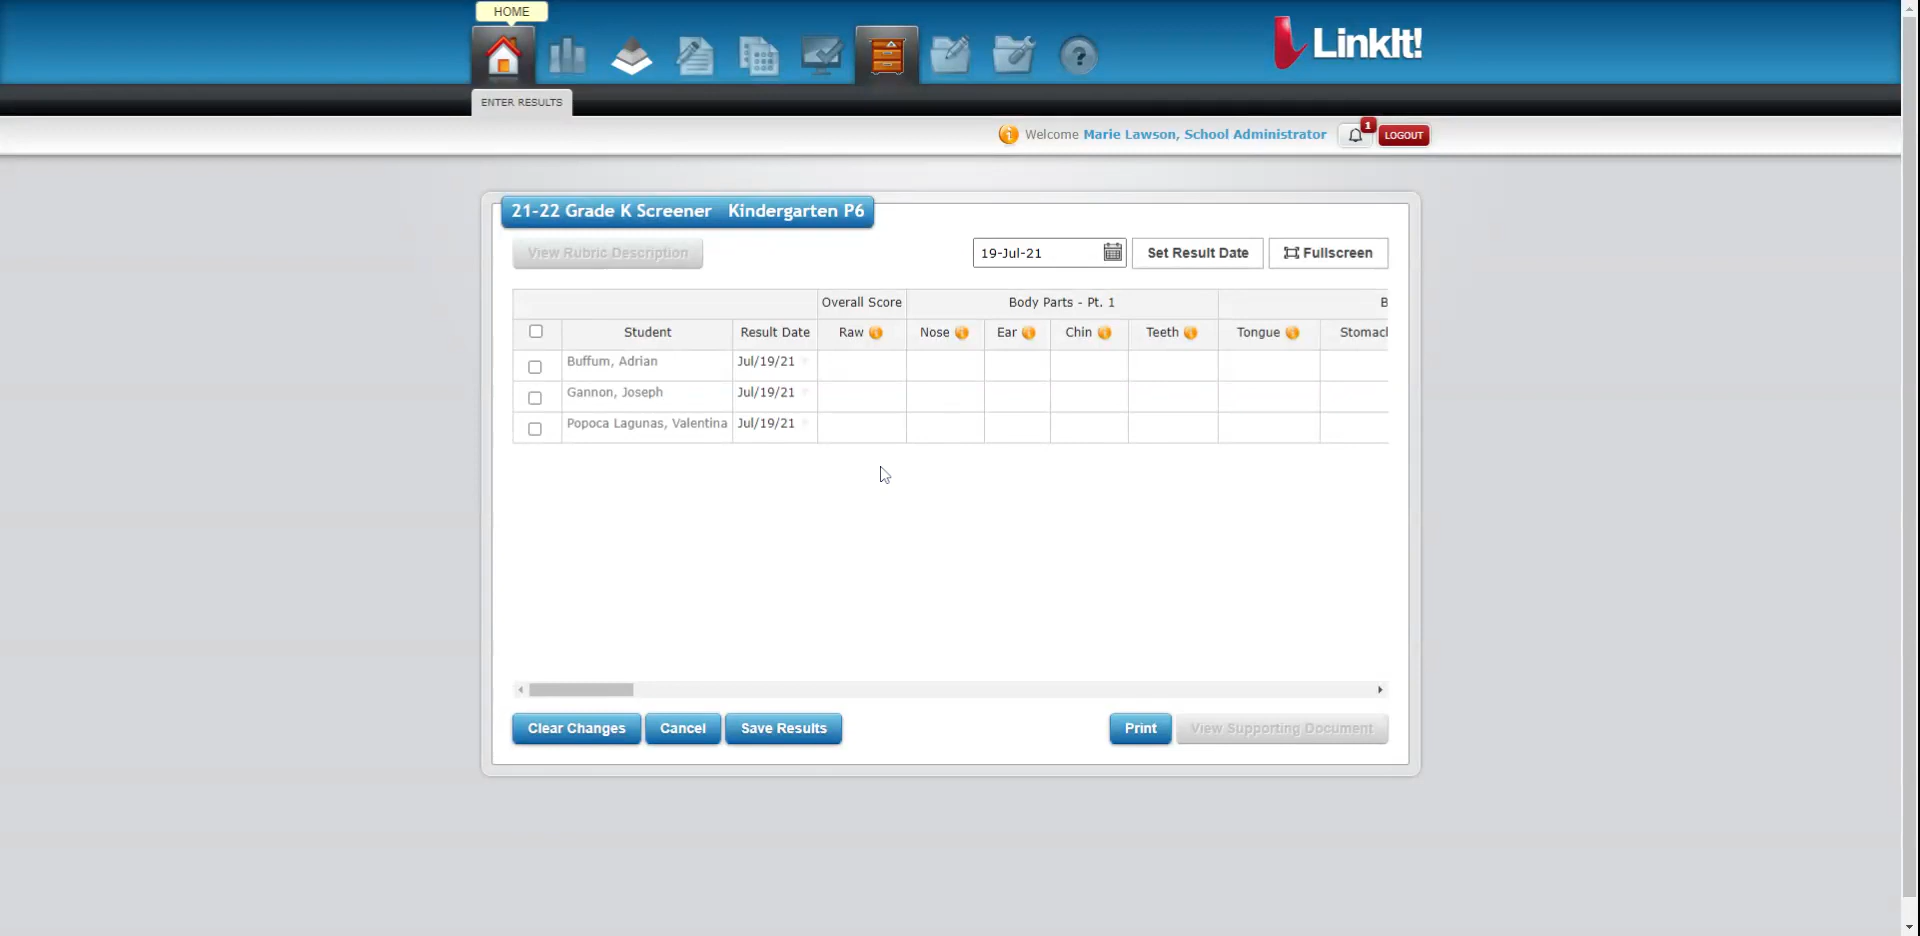 HOME
LinkIt!
ENTER RESULTS
Welcome Marie Lawson, School Administrator
1
LOGOUT
21-22 Grade K Screener Kindergarten P6
View Rubric Description
19-Jul-21
Set Result Date
Fullscreen
Overall Score Body Parts - Pt. 1 B
Student Result Date Raw Nose Ear Chin Teeth Tongue Stomach
Buffum, Adrian Jul/19/21
Gannon, Joseph Jul/19/21
Popoca Lagunas, Valentina Jul/19/21
Clear Changes
Cancel
Save Results
Print
View Supporting Document